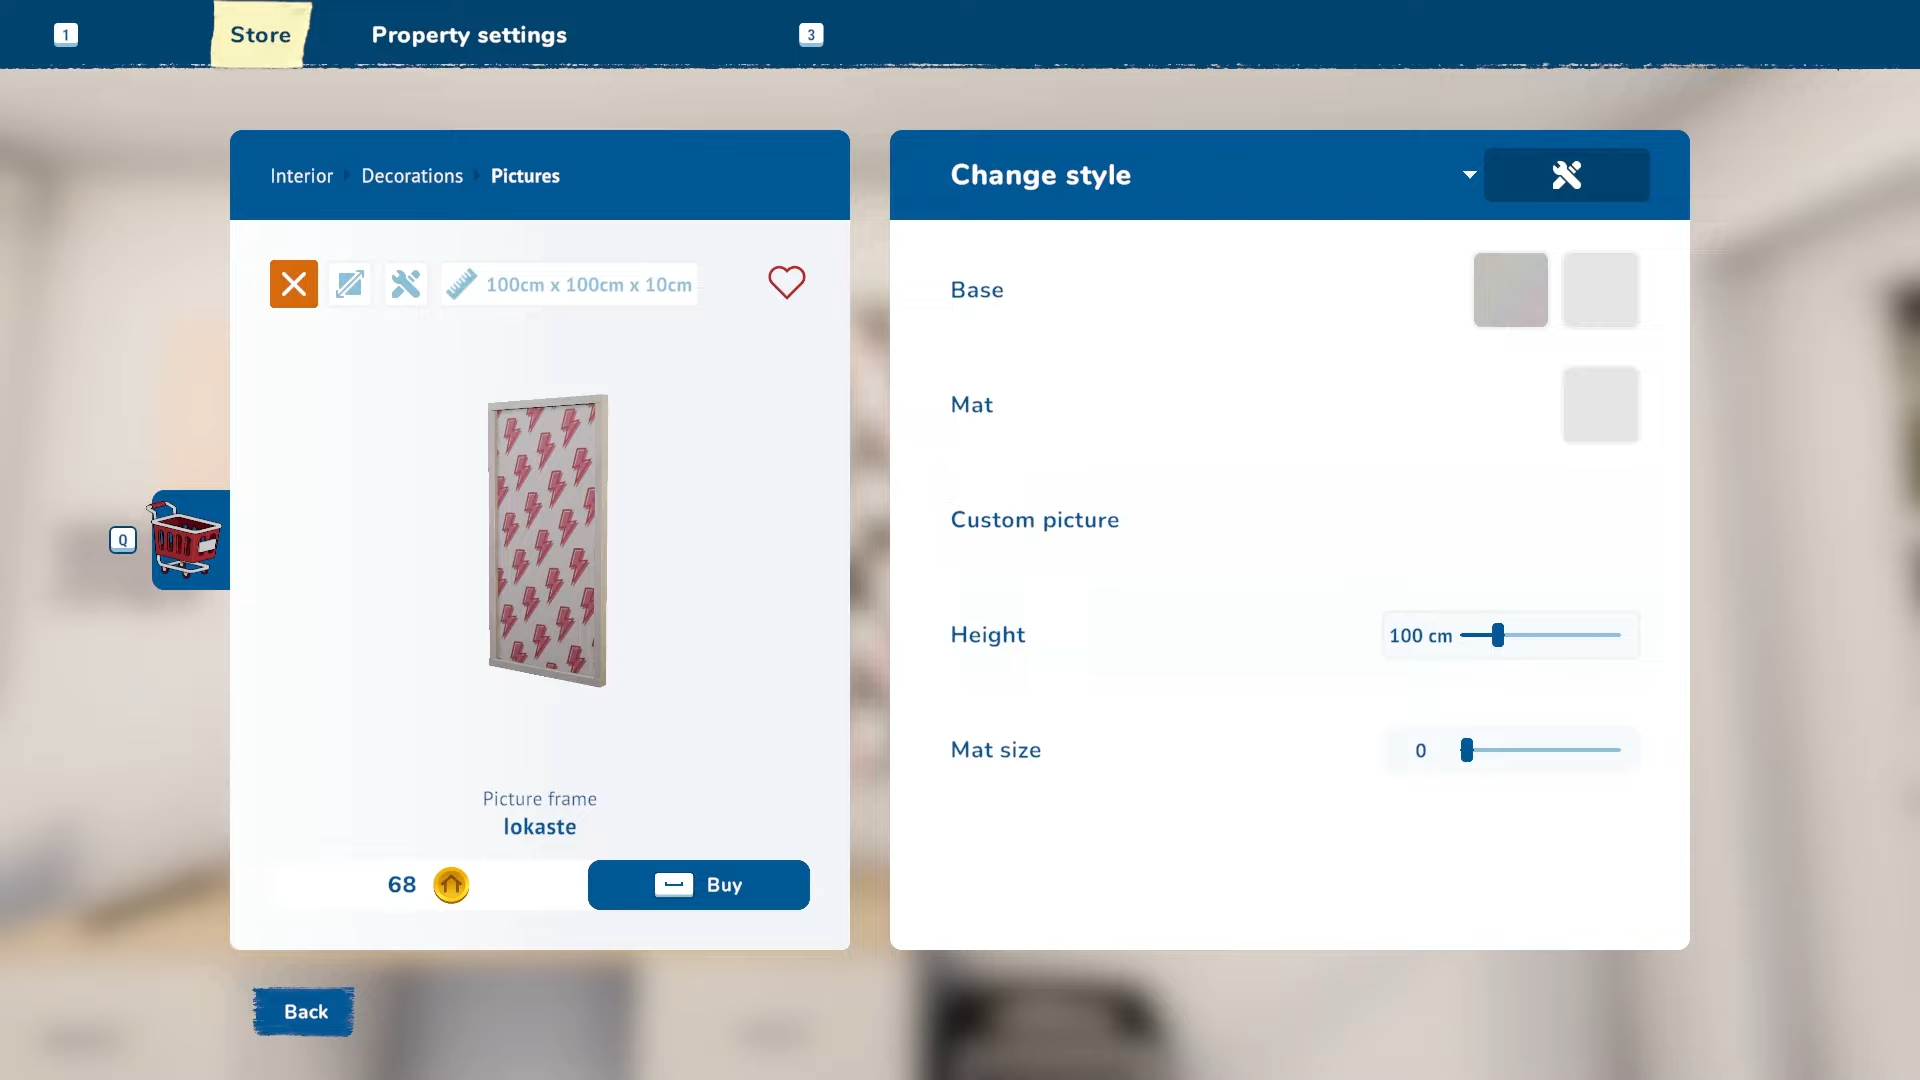 1
Store
Property settings
3
Interior
Decorations
Pictures
Change style
100cm x 100cm x 10cm
Base
Mat
Q
Custom picture
Height
100 cm
Mat size
0
Picture frame
Iokaste
68
Buy
Back